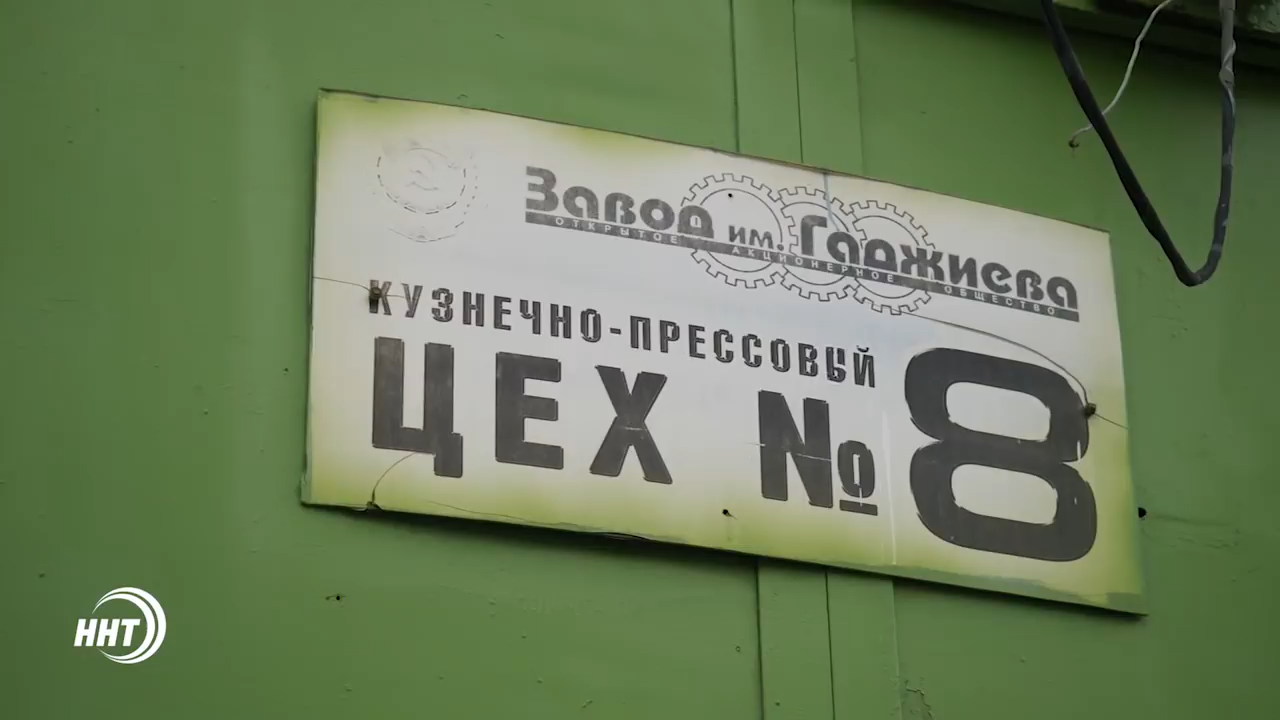 Завод им. Гаджиева
ОТКРЫТОЕ АКЦИОНЕРНОЕ ОБЩЕСТВО
КУЗНЕЧНО-ПРЕССОВЫЙ
ЦЕХ № 8
ННТ